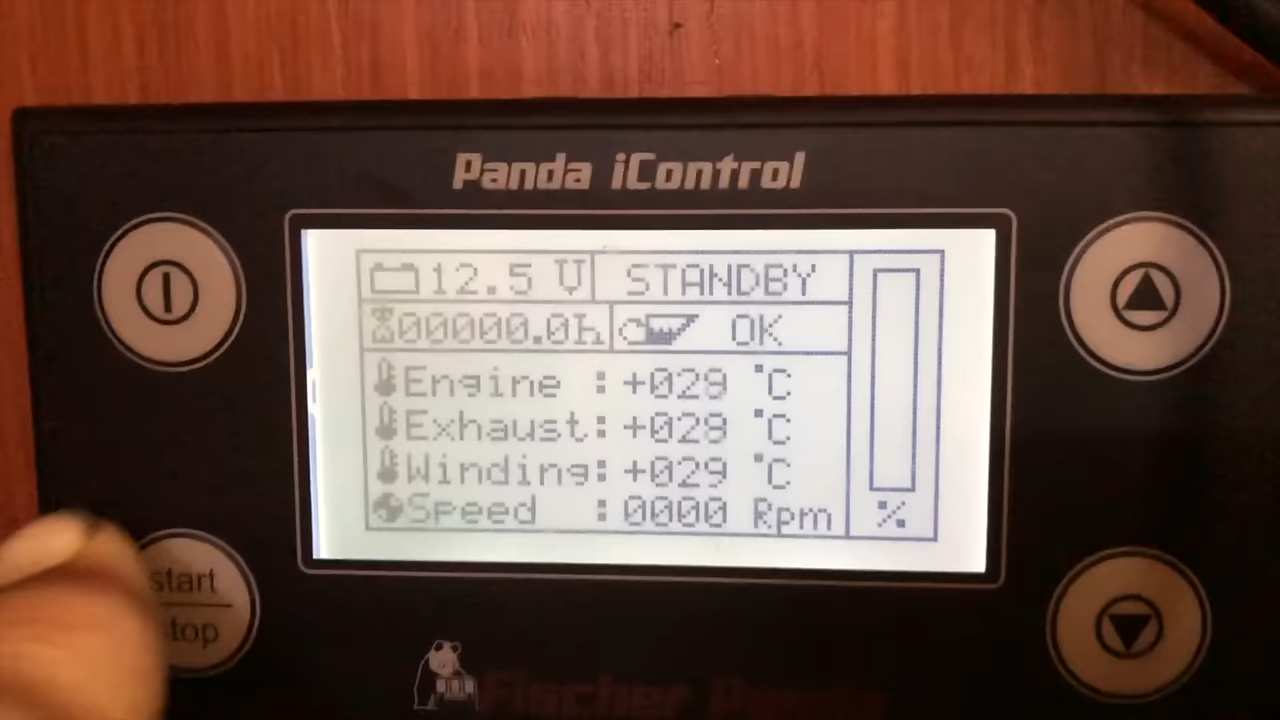 Panda iControl
12.5 V STANDBY
00000.0h OK
Engine : +029 °C
Exhaust: +029 °C
Winding: +029 °C
Speed : 0000 Rpm
%
start
stop
Fischer Panda